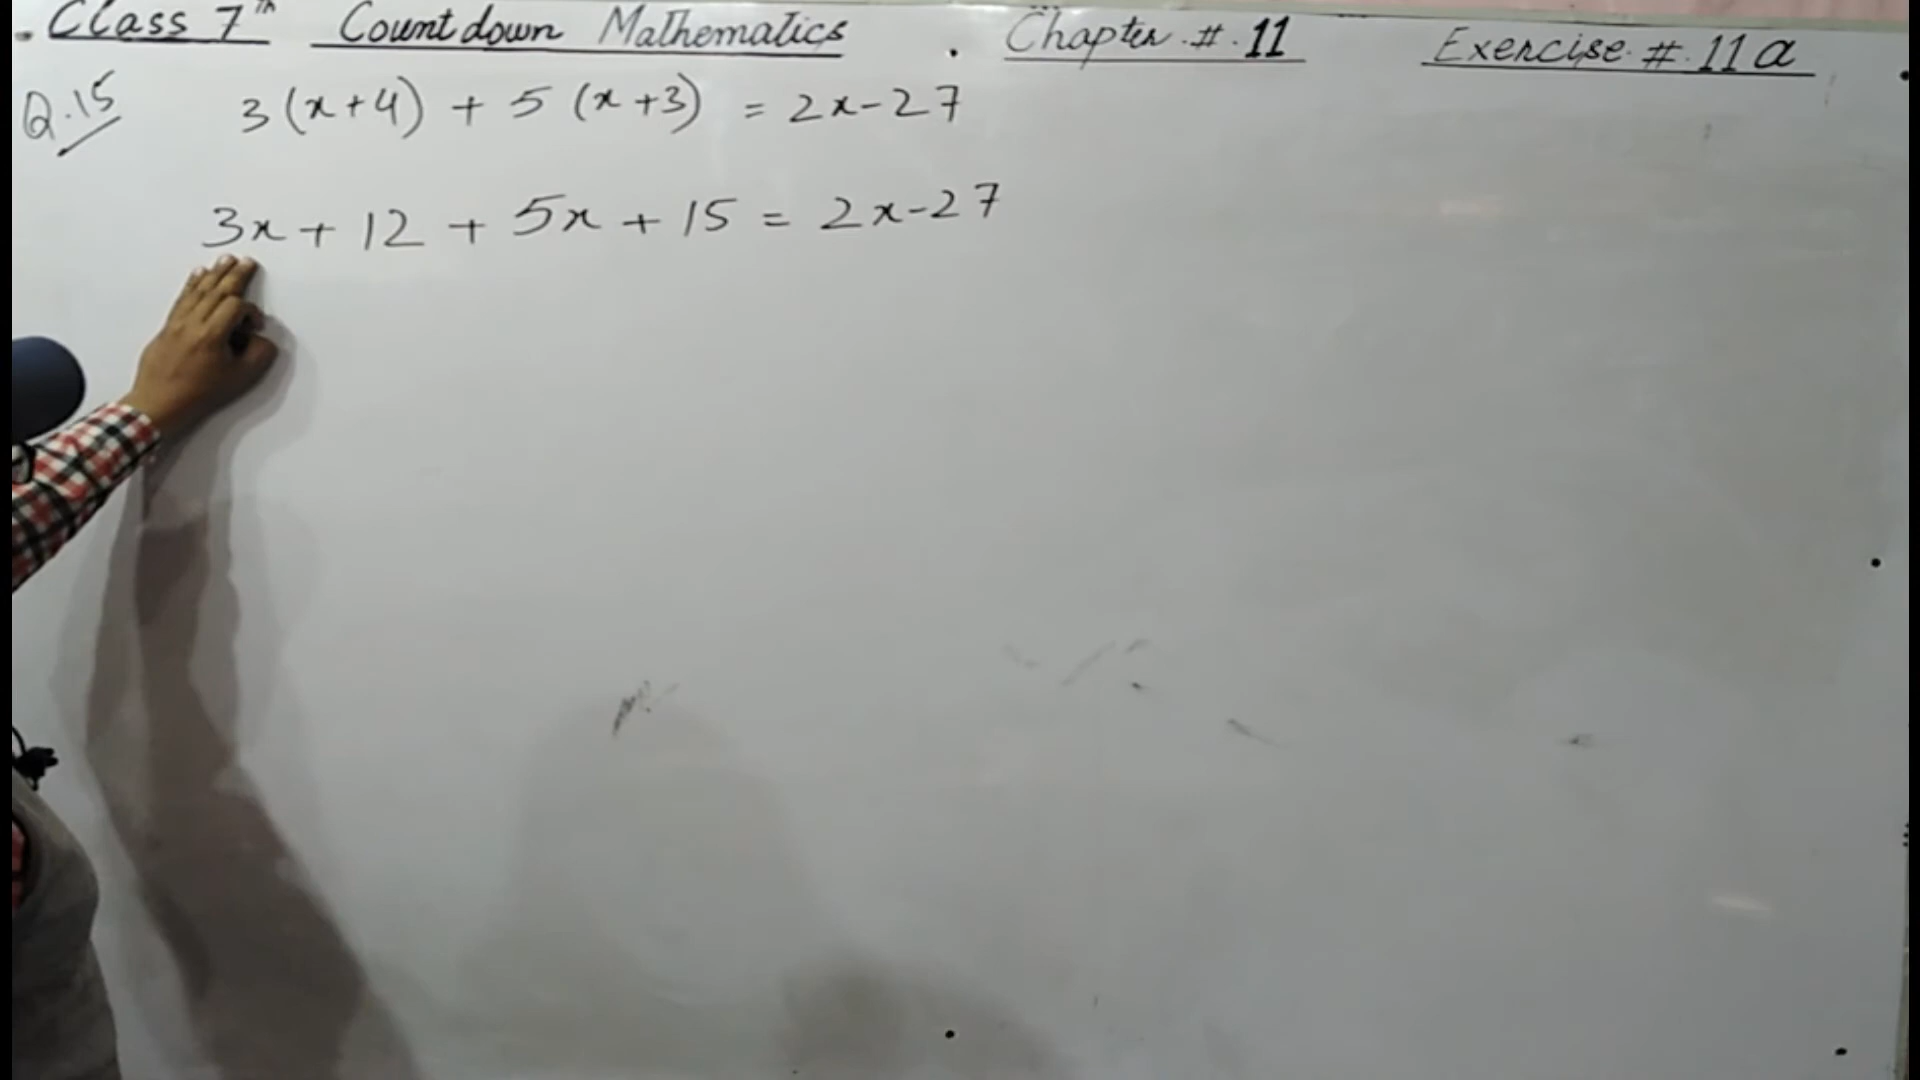 . Class 7th Countdown Mathematics . Chapter # 11 Exercise # 11a
Q.15 3(x+4) + 5(x+3) = 2x-27
3x + 12 + 5x + 15 = 2x-27